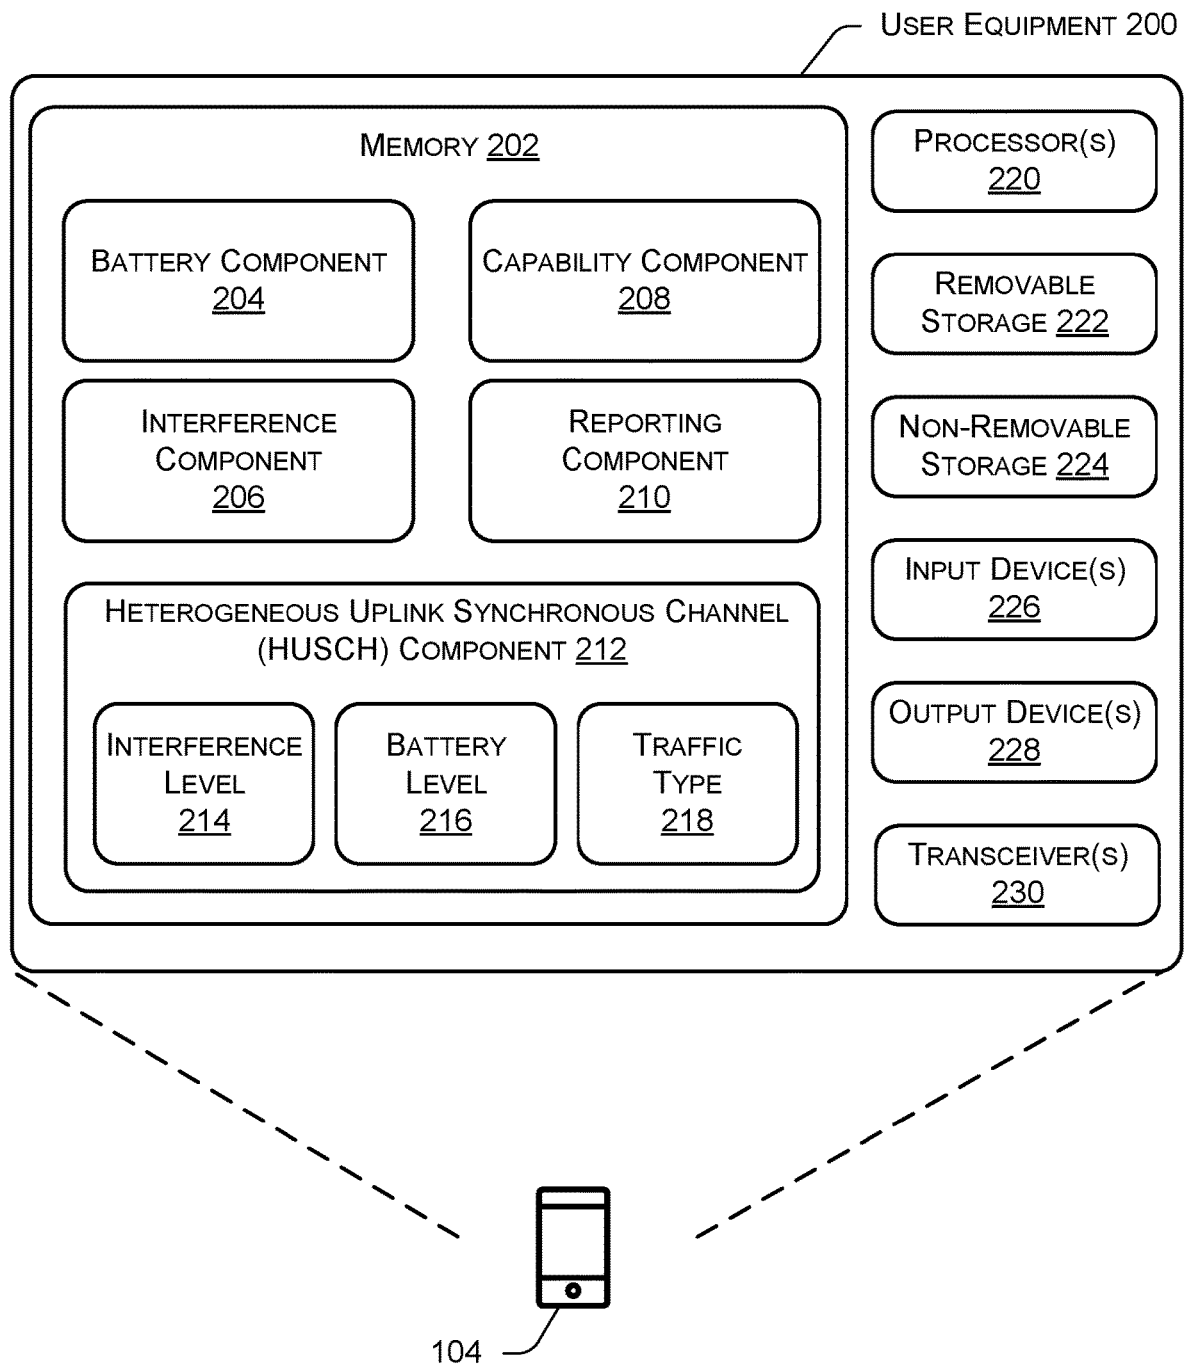 USER EQUIPMENT 200
MEMORY 202
BATTERY COMPONENT
204
CAPABILITY COMPONENT
208
INTERFERENCE
COMPONENT
206
REPORTING
COMPONENT
210
HETEROGENEOUS UPLINK SYNCHRONOUS CHANNEL
(HUSCH) COMPONENT 212
INTERFERENCE
LEVEL
214
BATTERY
LEVEL
216
TRAFFIC
TYPE
218
PROCESSOR(S)
220
REMOVABLE
STORAGE 222
NON-REMOVABLE
STORAGE 224
INPUT DEVICE(S)
226
OUTPUT DEVICE(S)
228
TRANSCEIVER(S)
230
104